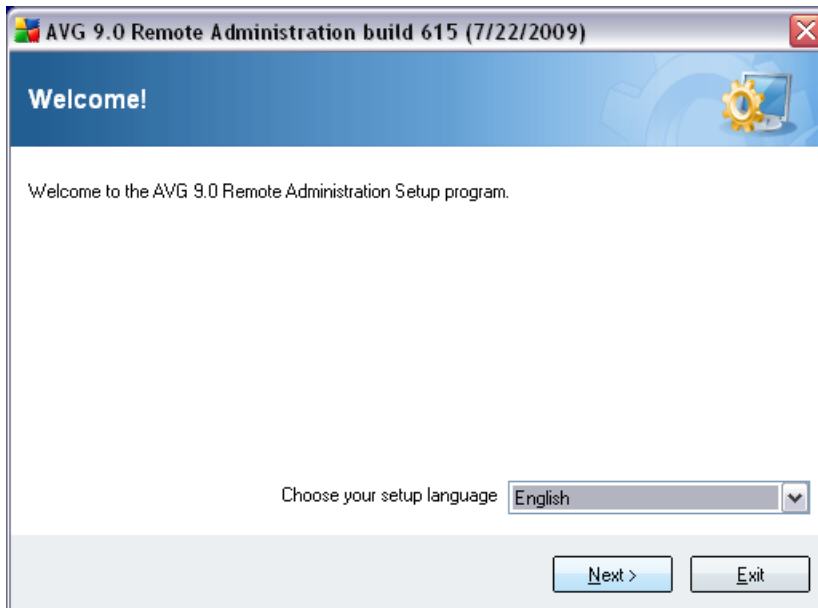 AVG 9.0 Remote Administration build 615 (7/22/2009)
Welcome!
Welcome to the AVG 9.0 Remote Administration Setup program.
Choose your setup language English
Next > Exit